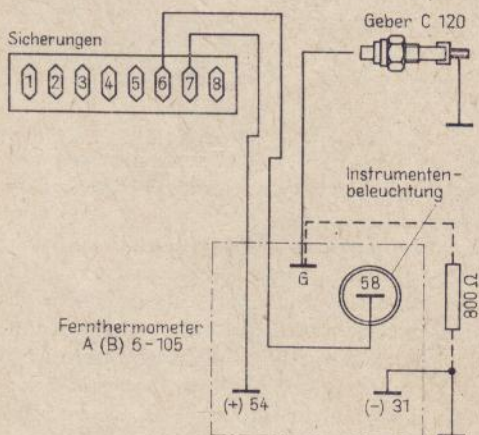 Geber C 120
Sicherungen
1 2 3 4 5 6 7 8
Instrumenten-
beleuchtung
G
58
800 Ω
Fernthermometer
A (B) 6-105
(+) 54
(-) 31